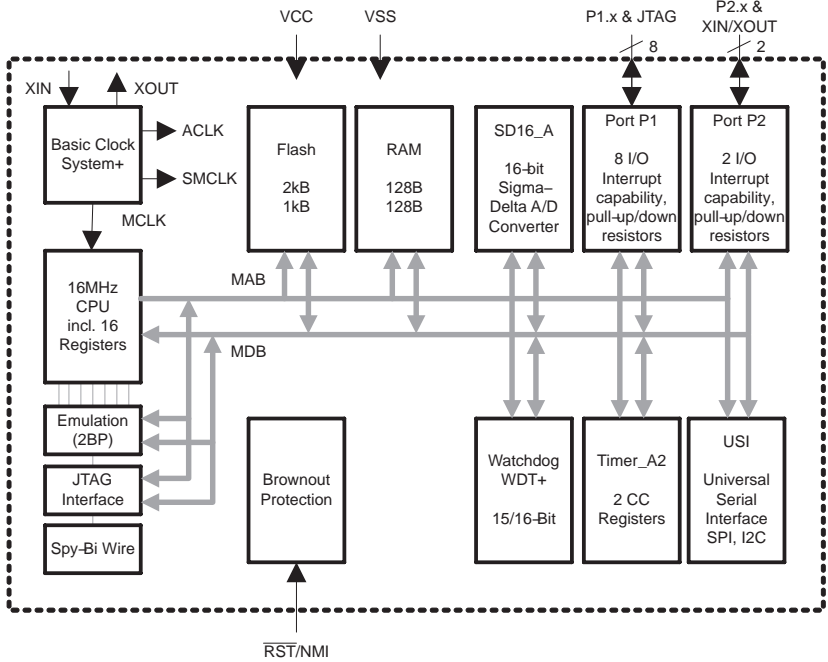 VCC
VSS
P1.x & JTAG
8
P2.x &
XIN/XOUT
2
XIN
XOUT
Basic Clock
System+
ACLK
SMCLK
MCLK
Flash
2kB
1kB
RAM
128B
128B
SD16_A
16-bit
Sigma-
Delta A/D
Converter
Port P1
8 I/O
Interrupt
capability,
pull-up/down
resistors
Port P2
2 I/O
Interrupt
capability,
pull-up/down
resistors
16MHz
CPU
incl. 16
Registers
MAB
MDB
Emulation
(2BP)
JTAG
Interface
Spy-Bi Wire
Brownout
Protection
Watchdog
WDT+
15/16-Bit
Timer_A2
2 CC
Registers
USI
Universal
Serial
Interface
SPI, I2C
RST/NMI